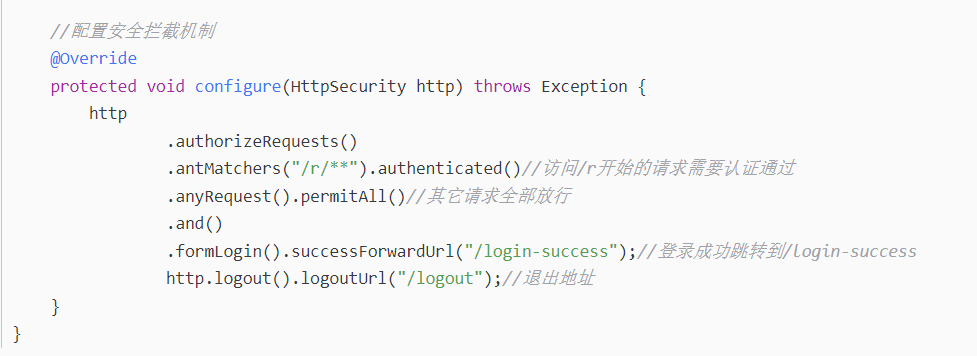 //配置安全拦截机制
@Override
protected void configure(HttpSecurity http) throws Exception {
http
.authorizeRequests()
.antMatchers("/r/**").authenticated()//访问/r开始的请求需要认证通过
.anyRequest().permitAll()//其它请求全部放行
.and()
.formLogin().successForwardUrl("/login-success");//登录成功跳转到/login-success
http.logout().logoutUrl("/logout");//退出地址
}
}